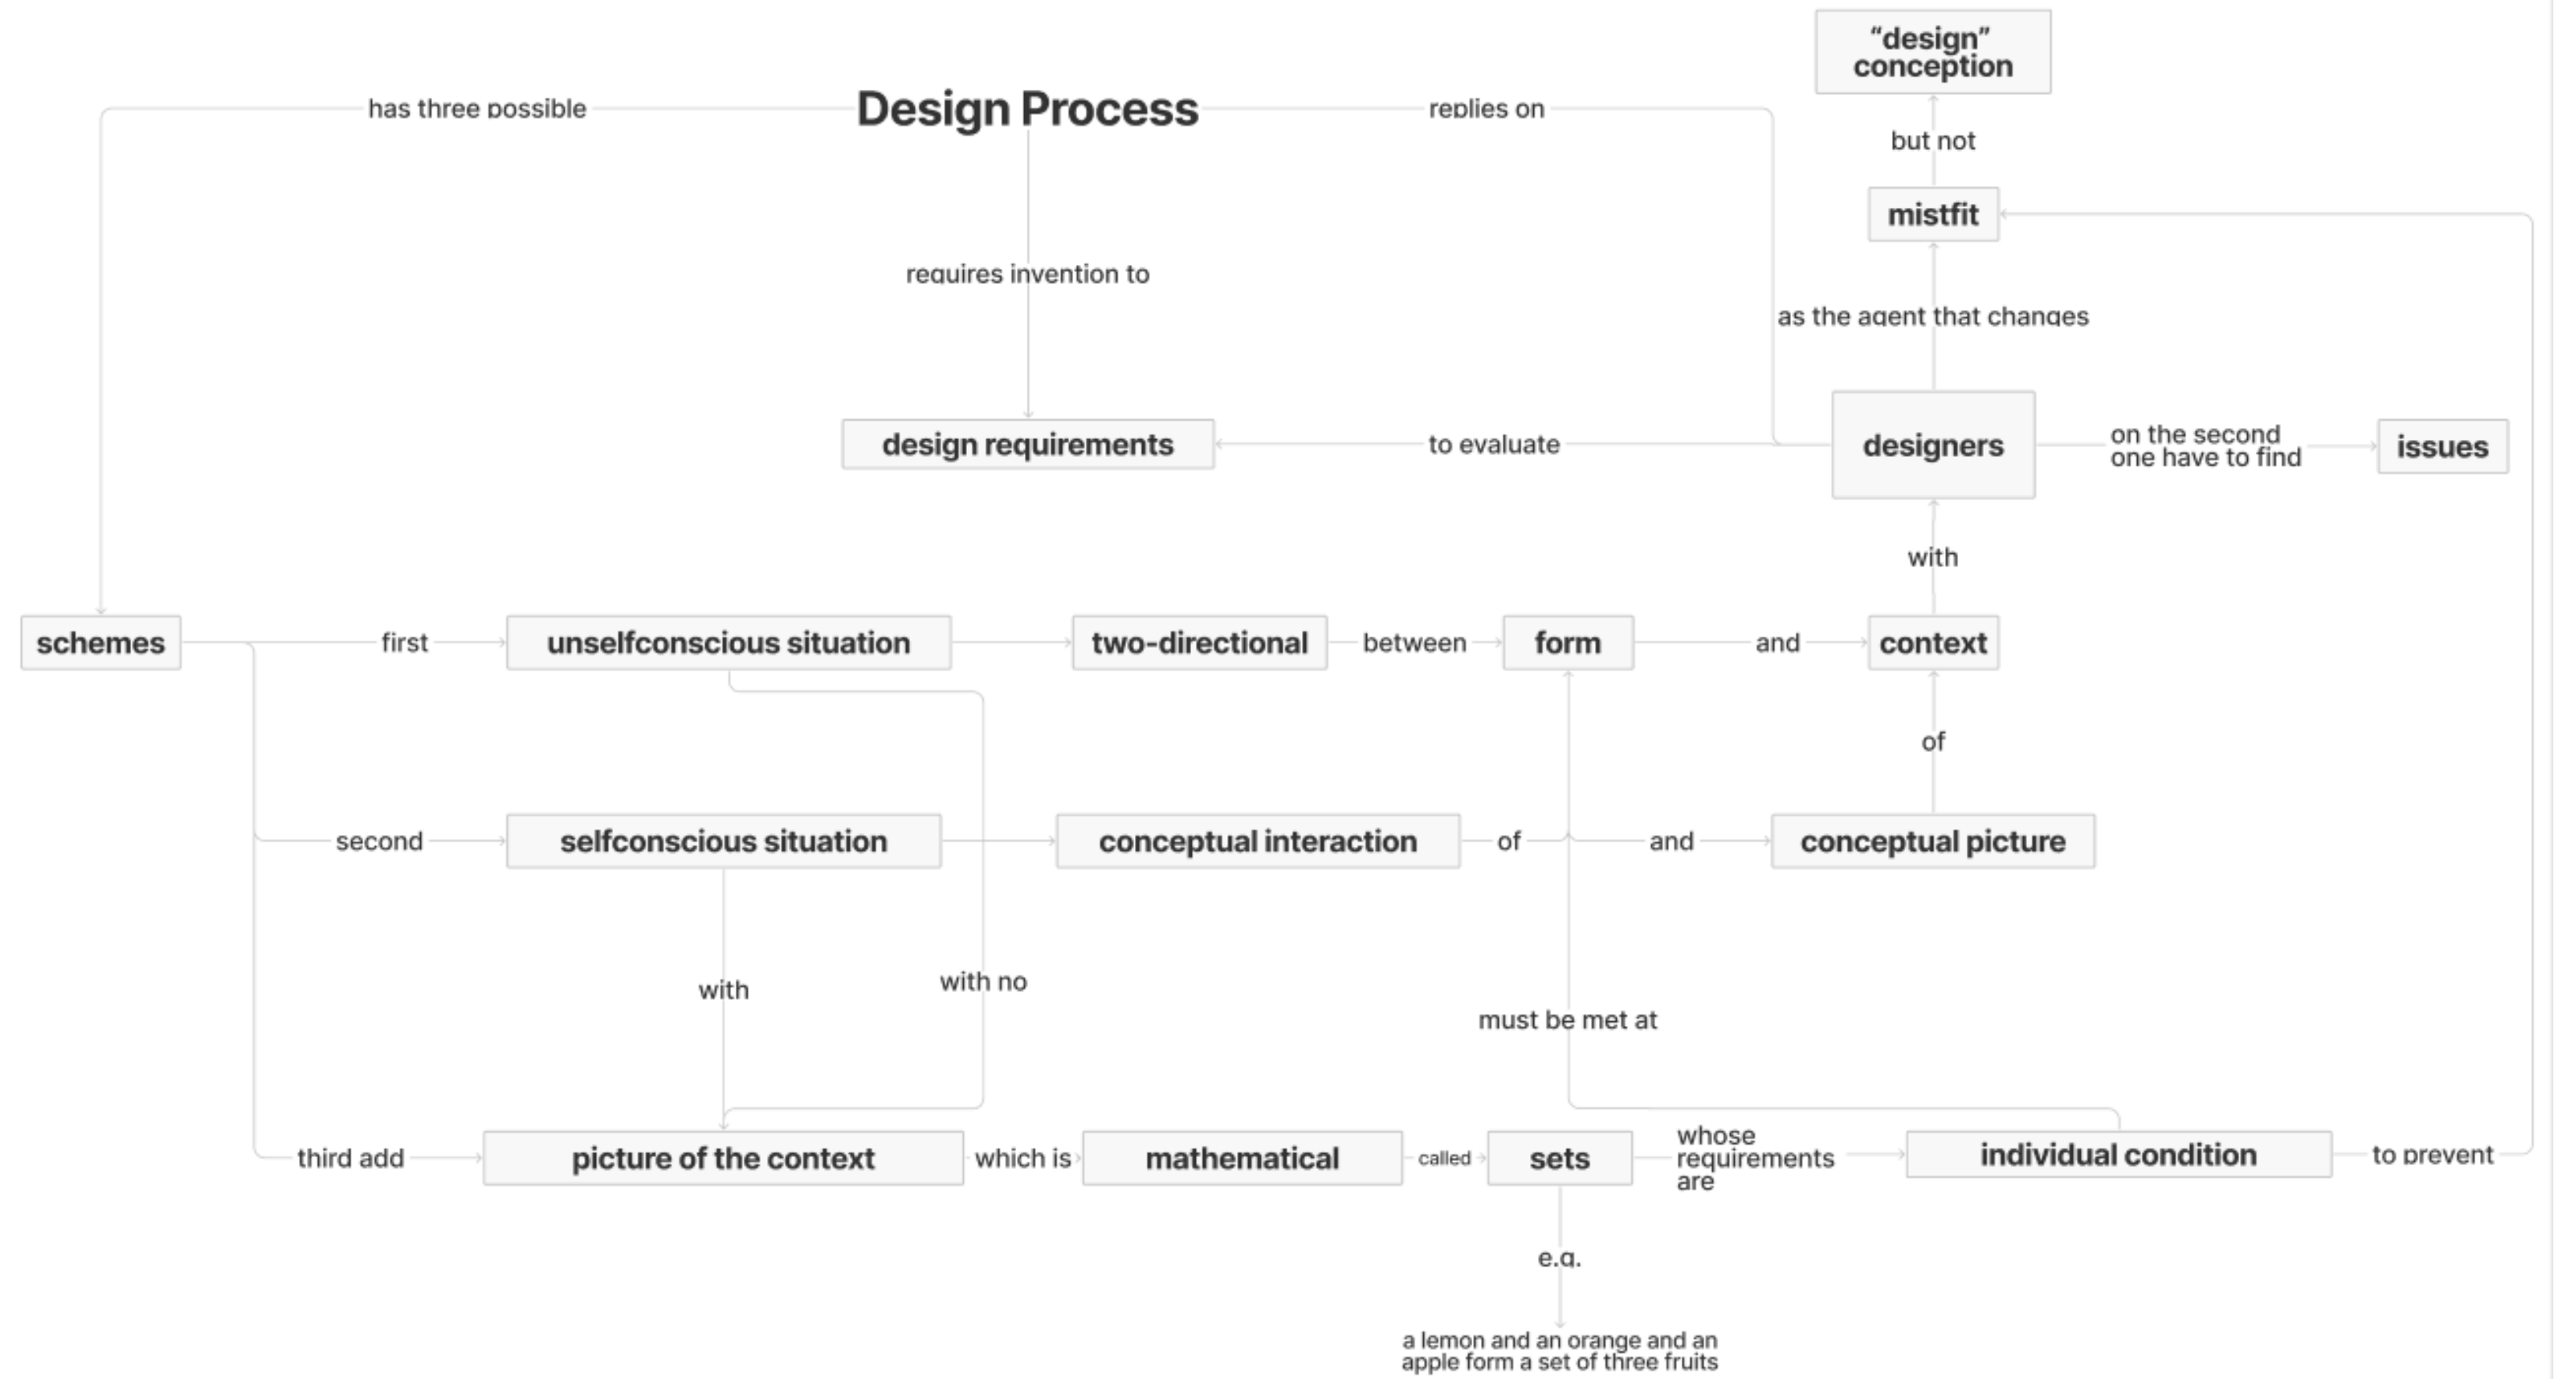 “design”
conception
has three possible
Design Process
replies on
but not
mistfit
requires invention to
as the agent that changes
design requirements
to evaluate
designers
on the second
one have to find
issues
with
schemes
first
unselfconscious situation
two-directional
between
form
and
context
of
second
selfconscious situation
conceptual interaction
of
and
conceptual picture
with
with no
must be met at
third add
picture of the context
which is
mathematical
called
sets
whose
requirements
are
individual condition
to prevent
e.g.
a lemon and an orange and an
apple form a set of three fruits